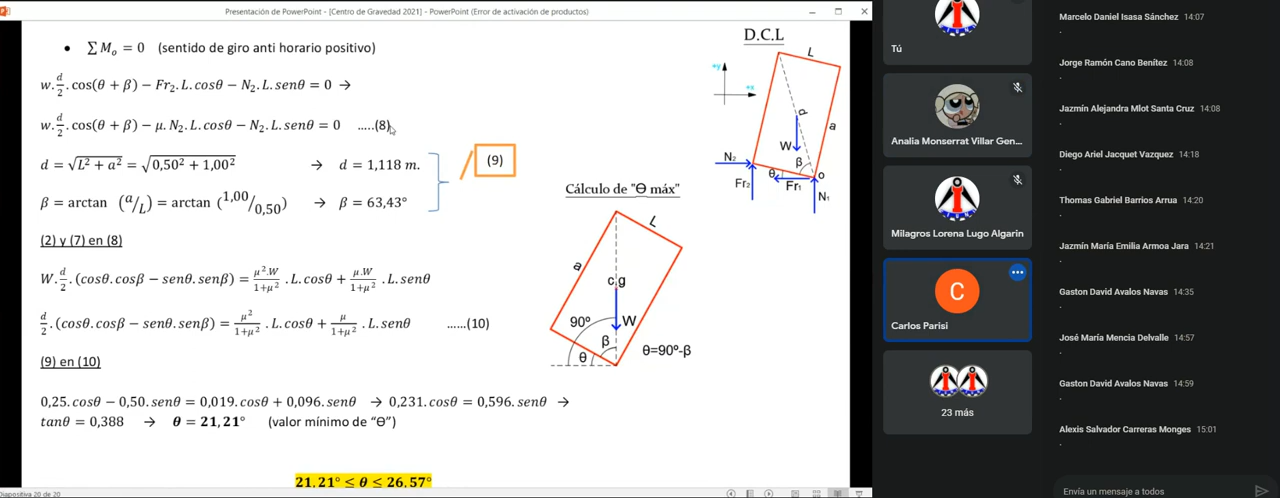 Presentación de PowerPoint - [Centro de Gravedad 2021] - PowerPoint (Error de activación de productos)
• ∑ M_o = 0 (sentido de giro anti horario positivo)
w.d/2.cos(θ + β) − Fr₂.L.cosθ − N₂.L.senθ = 0 →
w.d/2.cos(θ + β) − μ.N₂.L.cosθ − N₂.L.senθ = 0 .....(8)
d = √(L² + a²) = √(0,50² + 1,00²) → d = 1,118 m.
(9)
β = arctan (a/L) = arctan (1,00/0,50) → β = 63,43°
(2) y (7) en (8)
W.d/2.(cosθ.cosβ − senθ.senβ) = μ².W/1+μ² .L.cosθ + μ.W/1+μ² .L.senθ
d/2.(cosθ.cosβ − senθ.senβ) = μ²/1+μ² .L.cosθ + μ/1+μ² .L.senθ ......(10)
(9) en (10)
0,25.cosθ − 0,50.senθ = 0,019.cosθ + 0,096.senθ → 0,231.cosθ = 0,596.senθ →
tanθ = 0,388 → θ = 21,21° (valor mínimo de “Ɵ”)
21,21° ≤ θ ≤ 26,57°
D.C.L
+y
+x
L
d
a
W
N₂
β
θ
o
Fr₂
Fr₁
N₁
Cálculo de "Ɵ máx"
L
a
c.g
90º
W
β
θ
θ=90º-β
Diapositiva 20 de 20
Tú
Analia Monserrat Villar Gen...
Milagros Lorena Lugo Algarin
C
Carlos Parisi
23 más
Marcelo Daniel Isasa Sánchez 14:07
.
Jorge Ramón Cano Benítez 14:08
.
Jazmín Alejandra Mlot Santa Cruz 14:08
.
Diego Ariel Jacquet Vazquez 14:18
.
Thomas Gabriel Barrios Arrua 14:20
.
Jazmín María Emilia Armoa Jara 14:21
.
Gaston David Avalos Navas 14:35
.
José María Mencia Delvalle 14:57
.
Gaston David Avalos Navas 14:59
.
Alexis Salvador Carreras Monges 15:01
.
Envía un mensaje a todos